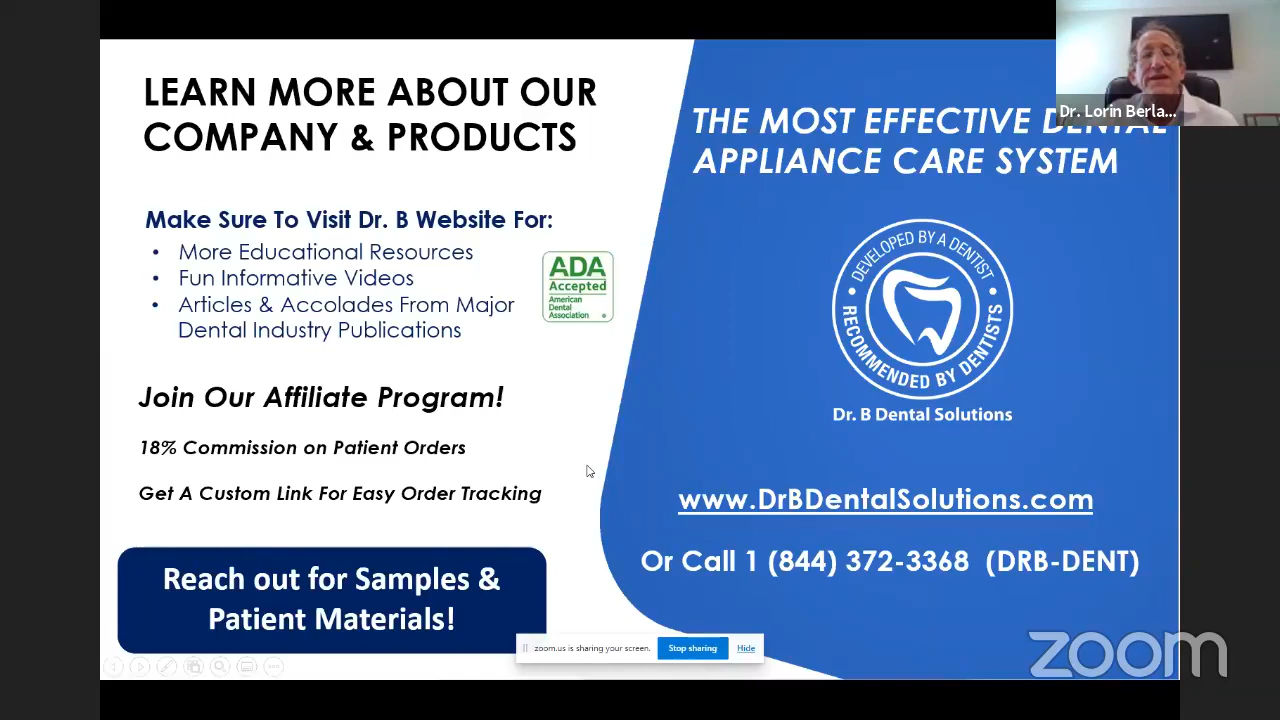 LEARN MORE ABOUT OUR
COMPANY & PRODUCTS
Make Sure To Visit Dr. B Website For:
• More Educational Resources
• Fun Informative Videos
• Articles & Accolades From Major
Dental Industry Publications
ADA
Accepted
American
Dental
Association
Join Our Affiliate Program!
18% Commission on Patient Orders
Get A Custom Link For Easy Order Tracking
Reach out for Samples &
Patient Materials!
THE MOST EFFECTIVE DENTAL
APPLIANCE CARE SYSTEM
Dr. Lorin Berla...
• DEVELOPED BY A DENTIST •
RECOMMENDED BY DENTISTS
Dr. B Dental Solutions
www.DrBDentalSolutions.com
Or Call 1 (844) 372-3368 (DRB-DENT)
zoom.us is sharing your screen.
Stop sharing
Hide
zoom